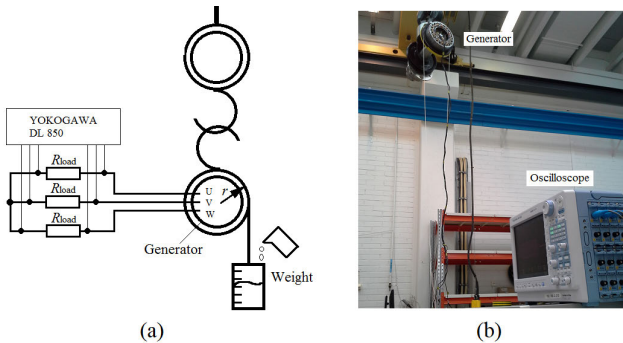 YOKOGAWA
DL 850
Rload
Rload
Rload
U
V
W
r
Generator
Weight
(a)
Generator
Oscilloscope
(b)